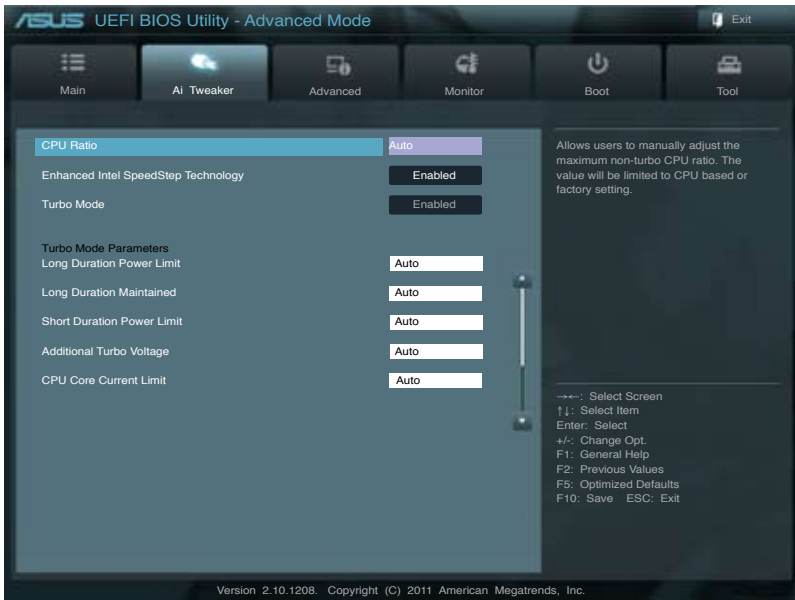 ASUS UEFI BIOS Utility - Advanced Mode
Exit
Main
Ai Tweaker
Advanced
Monitor
Boot
Tool
CPU Ratio Auto
Enhanced Intel SpeedStep Technology Enabled
Turbo Mode Enabled
Turbo Mode Parameters
Long Duration Power Limit Auto
Long Duration Maintained Auto
Short Duration Power Limit Auto
Additional Turbo Voltage Auto
CPU Core Current Limit Auto
Allows users to manually adjust the
maximum non-turbo CPU ratio. The
value will be limited to CPU based or
factory setting.
→←: Select Screen
↑↓: Select Item
Enter: Select
+/-: Change Opt.
F1: General Help
F2: Previous Values
F5: Optimized Defaults
F10: Save ESC: Exit
Version 2.10.1208. Copyright (C) 2011 American Megatrends, Inc.